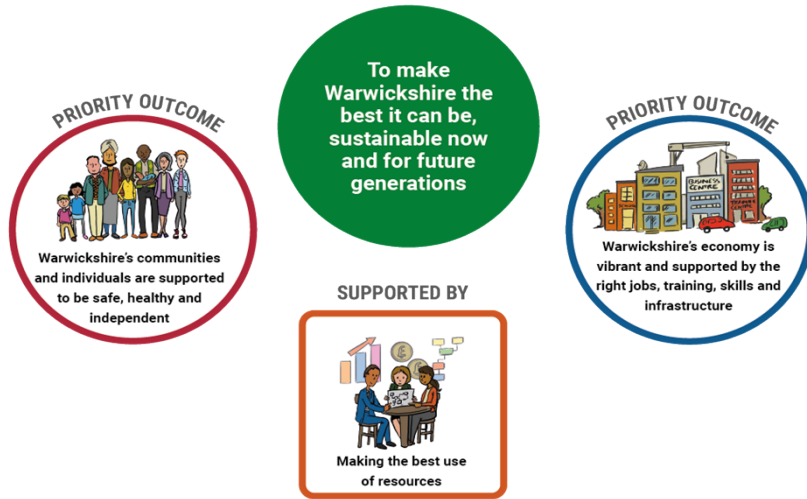 To make
Warwickshire the
best it can be,
sustainable now
and for future
generations
PRIORITY OUTCOME
Warwickshire's communities
and individuals are supported
to be safe, healthy and
independent
PRIORITY OUTCOME
BUSINESS
CENTRE
Warwickshire's economy is
vibrant and supported by the
right jobs, training, skills and
infrastructure
SUPPORTED BY
£
£
Making the best use
of resources